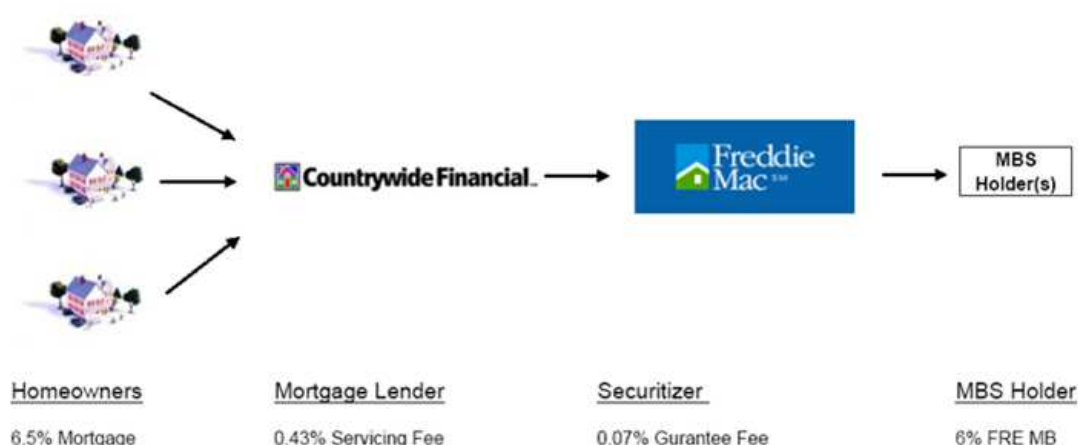 Countrywide Financial
Freddie
Mac SM
MBS
Holder(s)
Homeowners
Mortgage Lender
Securitizer
MBS Holder
6.5% Mortgage
0.43% Servicing Fee
0.07% Gurantee Fee
6% FRE MB